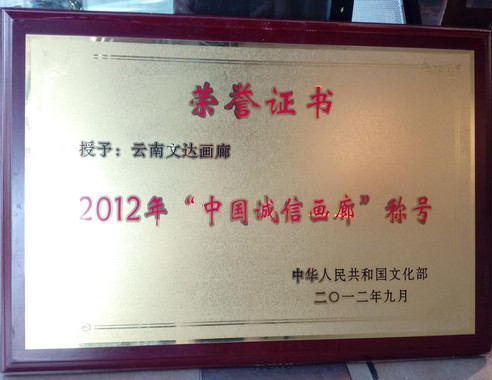 荣誉证书
授予：云南文达画廊
2012年“中国诚信画廊”称号
中华人民共和国文化部
二〇一二年九月